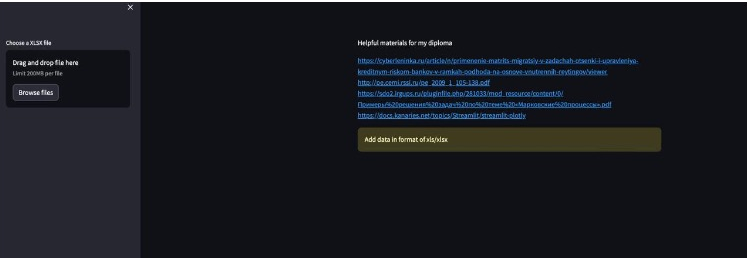 Choose a XLSX file
Drag and drop file here
Limit 200MB per file
Browse files
Helpful materials for my diploma
https://cyberleninka.ru/article/n/primenenie-matrits-migratsiy-v-zadachah-otsenki-i-upravleniya-
kreditnym-riskom-bankov-v-ramkah-podhoda-na-osnove-vnutrennih-reytingov/viewer
http://pe.cemi.rssi.ru/pe_2009_1_105-138.pdf
https://sdo2.irgups.ru/pluginfile.php/281033/mod_resource/content/0/
Примеры%20решения%20задач%20по%20теме%20«Марковские%20процессы».pdf
https://docs.kanaries.net/topics/Streamlit/streamlit-plotly
Add data in format of xls/xlsx